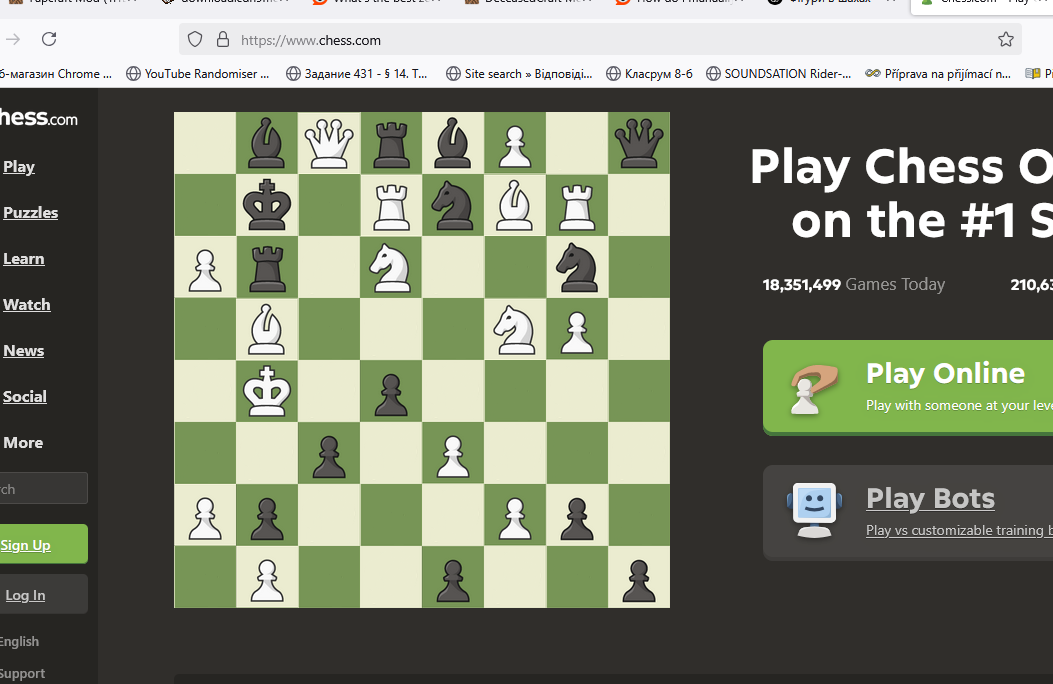 https://www.chess.com
б-магазин Chrome ...
YouTube Randomiser ...
Задание 431 - § 14. Т...
Site search » Відповіді...
Класрум 8-б
SOUNDSATION Rider-...
Příprava na přijímací n...
hess.com
Play
Puzzles
Learn
Watch
News
Social
More
rch
Sign Up
Log In
English
Support
Play Chess O
on the #1 S
18,351,499 Games Today
210,63
Play Online
Play with someone at your leve
Play Bots
Play vs customizable training b